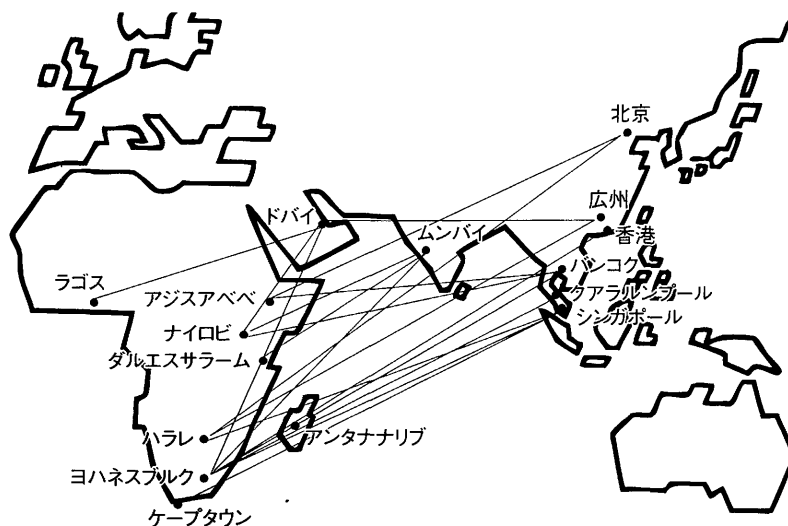 北京
広州
香港
ドバイ
ムンバイ
バンコク
クアラルンプール
シンガポール
ラゴス
アジスアベベ
ナイロビ
ダルエスサラーム
ハラレ
アンタナナリブ
ヨハネスブルク
ケープタウン